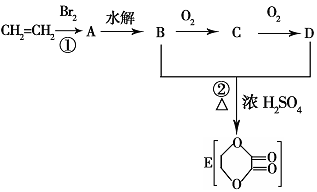 CH₂=CH₂ Br₂ ① A 水解 B O₂ C O₂ D
② △ 浓 H₂SO₄
E[ O O O O ]